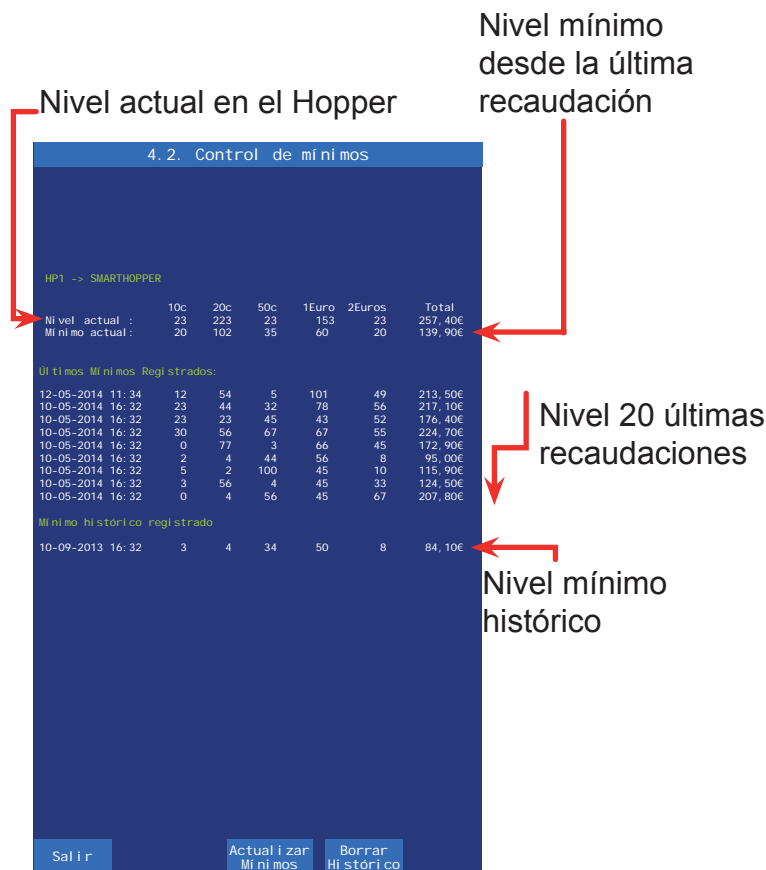 Nivel mínimo
desde la última
recaudación
Nivel actual en el Hopper
4.2. Control de mínimos
HP1 -> SMARTHOPPER
10c 20c 50c 1Euro 2Euros Total
Nivel actual : 23 223 23 153 23 257,40€
Mínimo actual: 20 102 35 60 20 139,90€
Últimos Mínimos Registrados:
12-05-2014 11:34 12 54 5 101 49 213,50€
10-05-2014 16:32 23 44 32 78 56 217,10€
10-05-2014 16:32 23 23 45 43 52 176,40€
10-05-2014 16:32 30 56 67 67 55 224,70€
10-05-2014 16:32 0 77 3 66 45 172,90€
10-05-2014 16:32 2 4 44 56 8 95,00€
10-05-2014 16:32 5 2 100 45 10 115,90€
10-05-2014 16:32 3 56 4 45 33 124,50€
10-05-2014 16:32 0 4 56 45 67 207,80€
Nivel 20 últimas
recaudaciones
Mínimo histórico registrado
10-09-2013 16:32 3 4 34 50 8 84,10€
Nivel mínimo
histórico
Salir
Actualizar
Mínimos
Borrar
Histórico